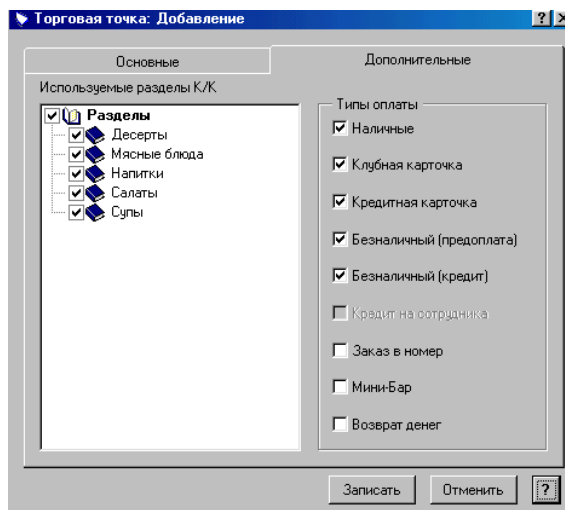 Торговая точка: Добавление
Основные
Дополнительные
Используемые разделы К/К
Разделы
Десерты
Мясные блюда
Напитки
Салаты
Супы
Типы оплаты
Наличные
Клубная карточка
Кредитная карточка
Безналичный (предоплата)
Безналичный (кредит)
Кредит на сотрудника
Заказ в номер
Мини-Бар
Возврат денег
Записать
Отменить
?